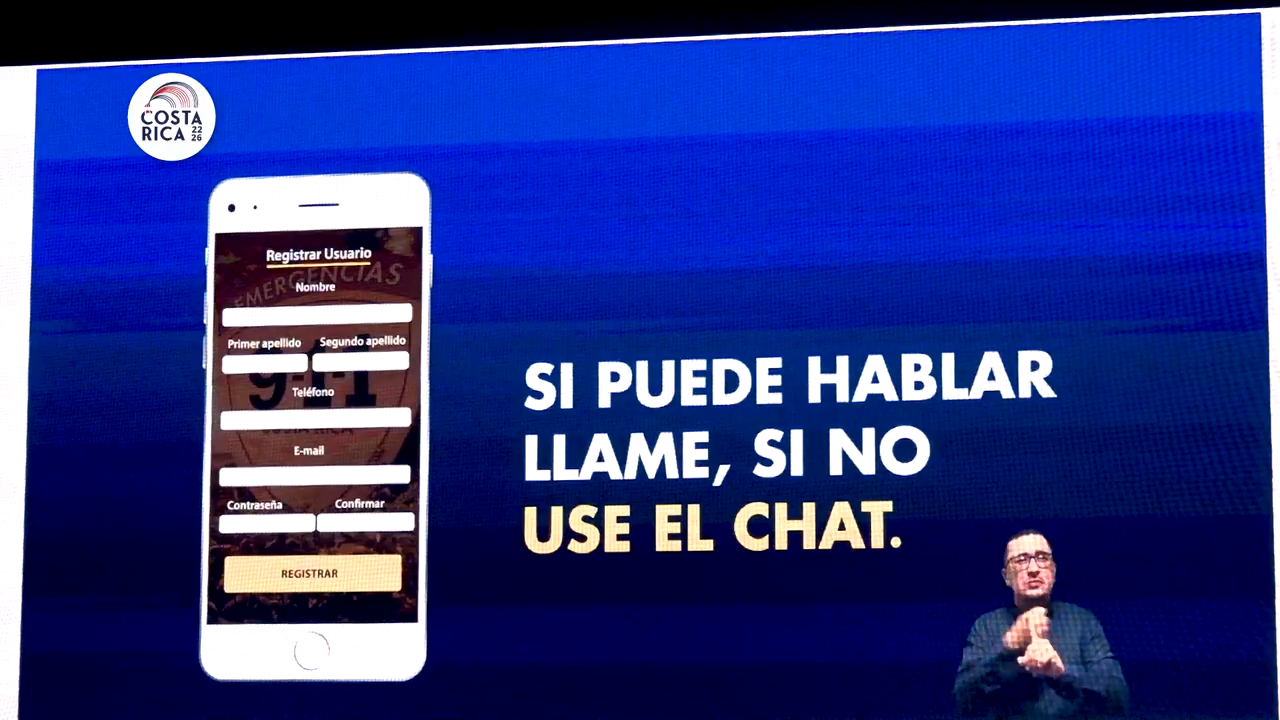 COSTA
RICA 22
26
Registrar Usuario
EMERGENCIAS
Nombre
Primer apellido Segundo apellido
9-1-1
Teléfono
E-mail
Contraseña Confirmar
REGISTRAR
SI PUEDE HABLAR
LLAME, SI NO
USE EL CHAT.